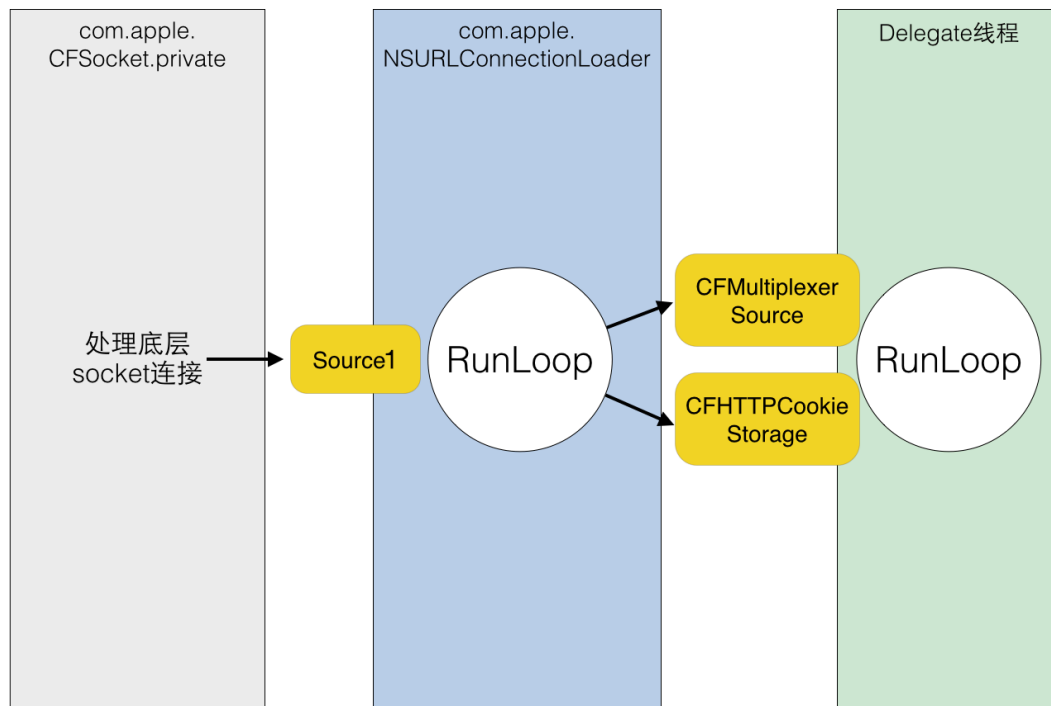 com.apple.
CFSocket.private
com.apple.
NSURLConnectionLoader
Delegate线程
处理底层
socket连接
Source1
RunLoop
CFMultiplexer
Source
CFHTTPCookie
Storage
RunLoop